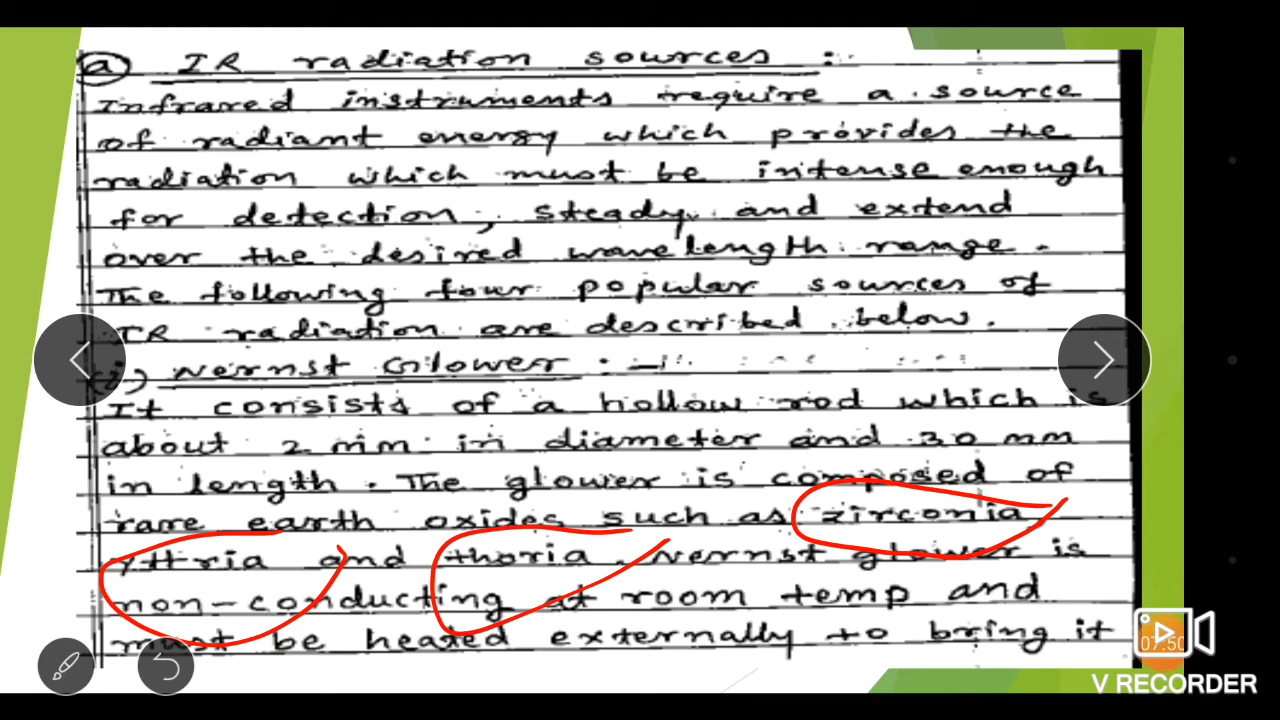 (a) IR radiation sources :
Infrared instruments require a source
of radiant energy which provides the
radiation which must be intense enough
for detection, steady and extend
over the desired wavelength range.
The following four popular sources of
IR radiation are described below.
(i) Nernst Glower : -
It consists of a hollow rod which is
about 2 mm in diameter and 30 mm
in length. The glower is composed of
rare earth oxides such as zirconia
yttria and thoria. Nernst glower is
non-conducting at room temp and
must be heated externally to bring it
07:50
V RECORDER